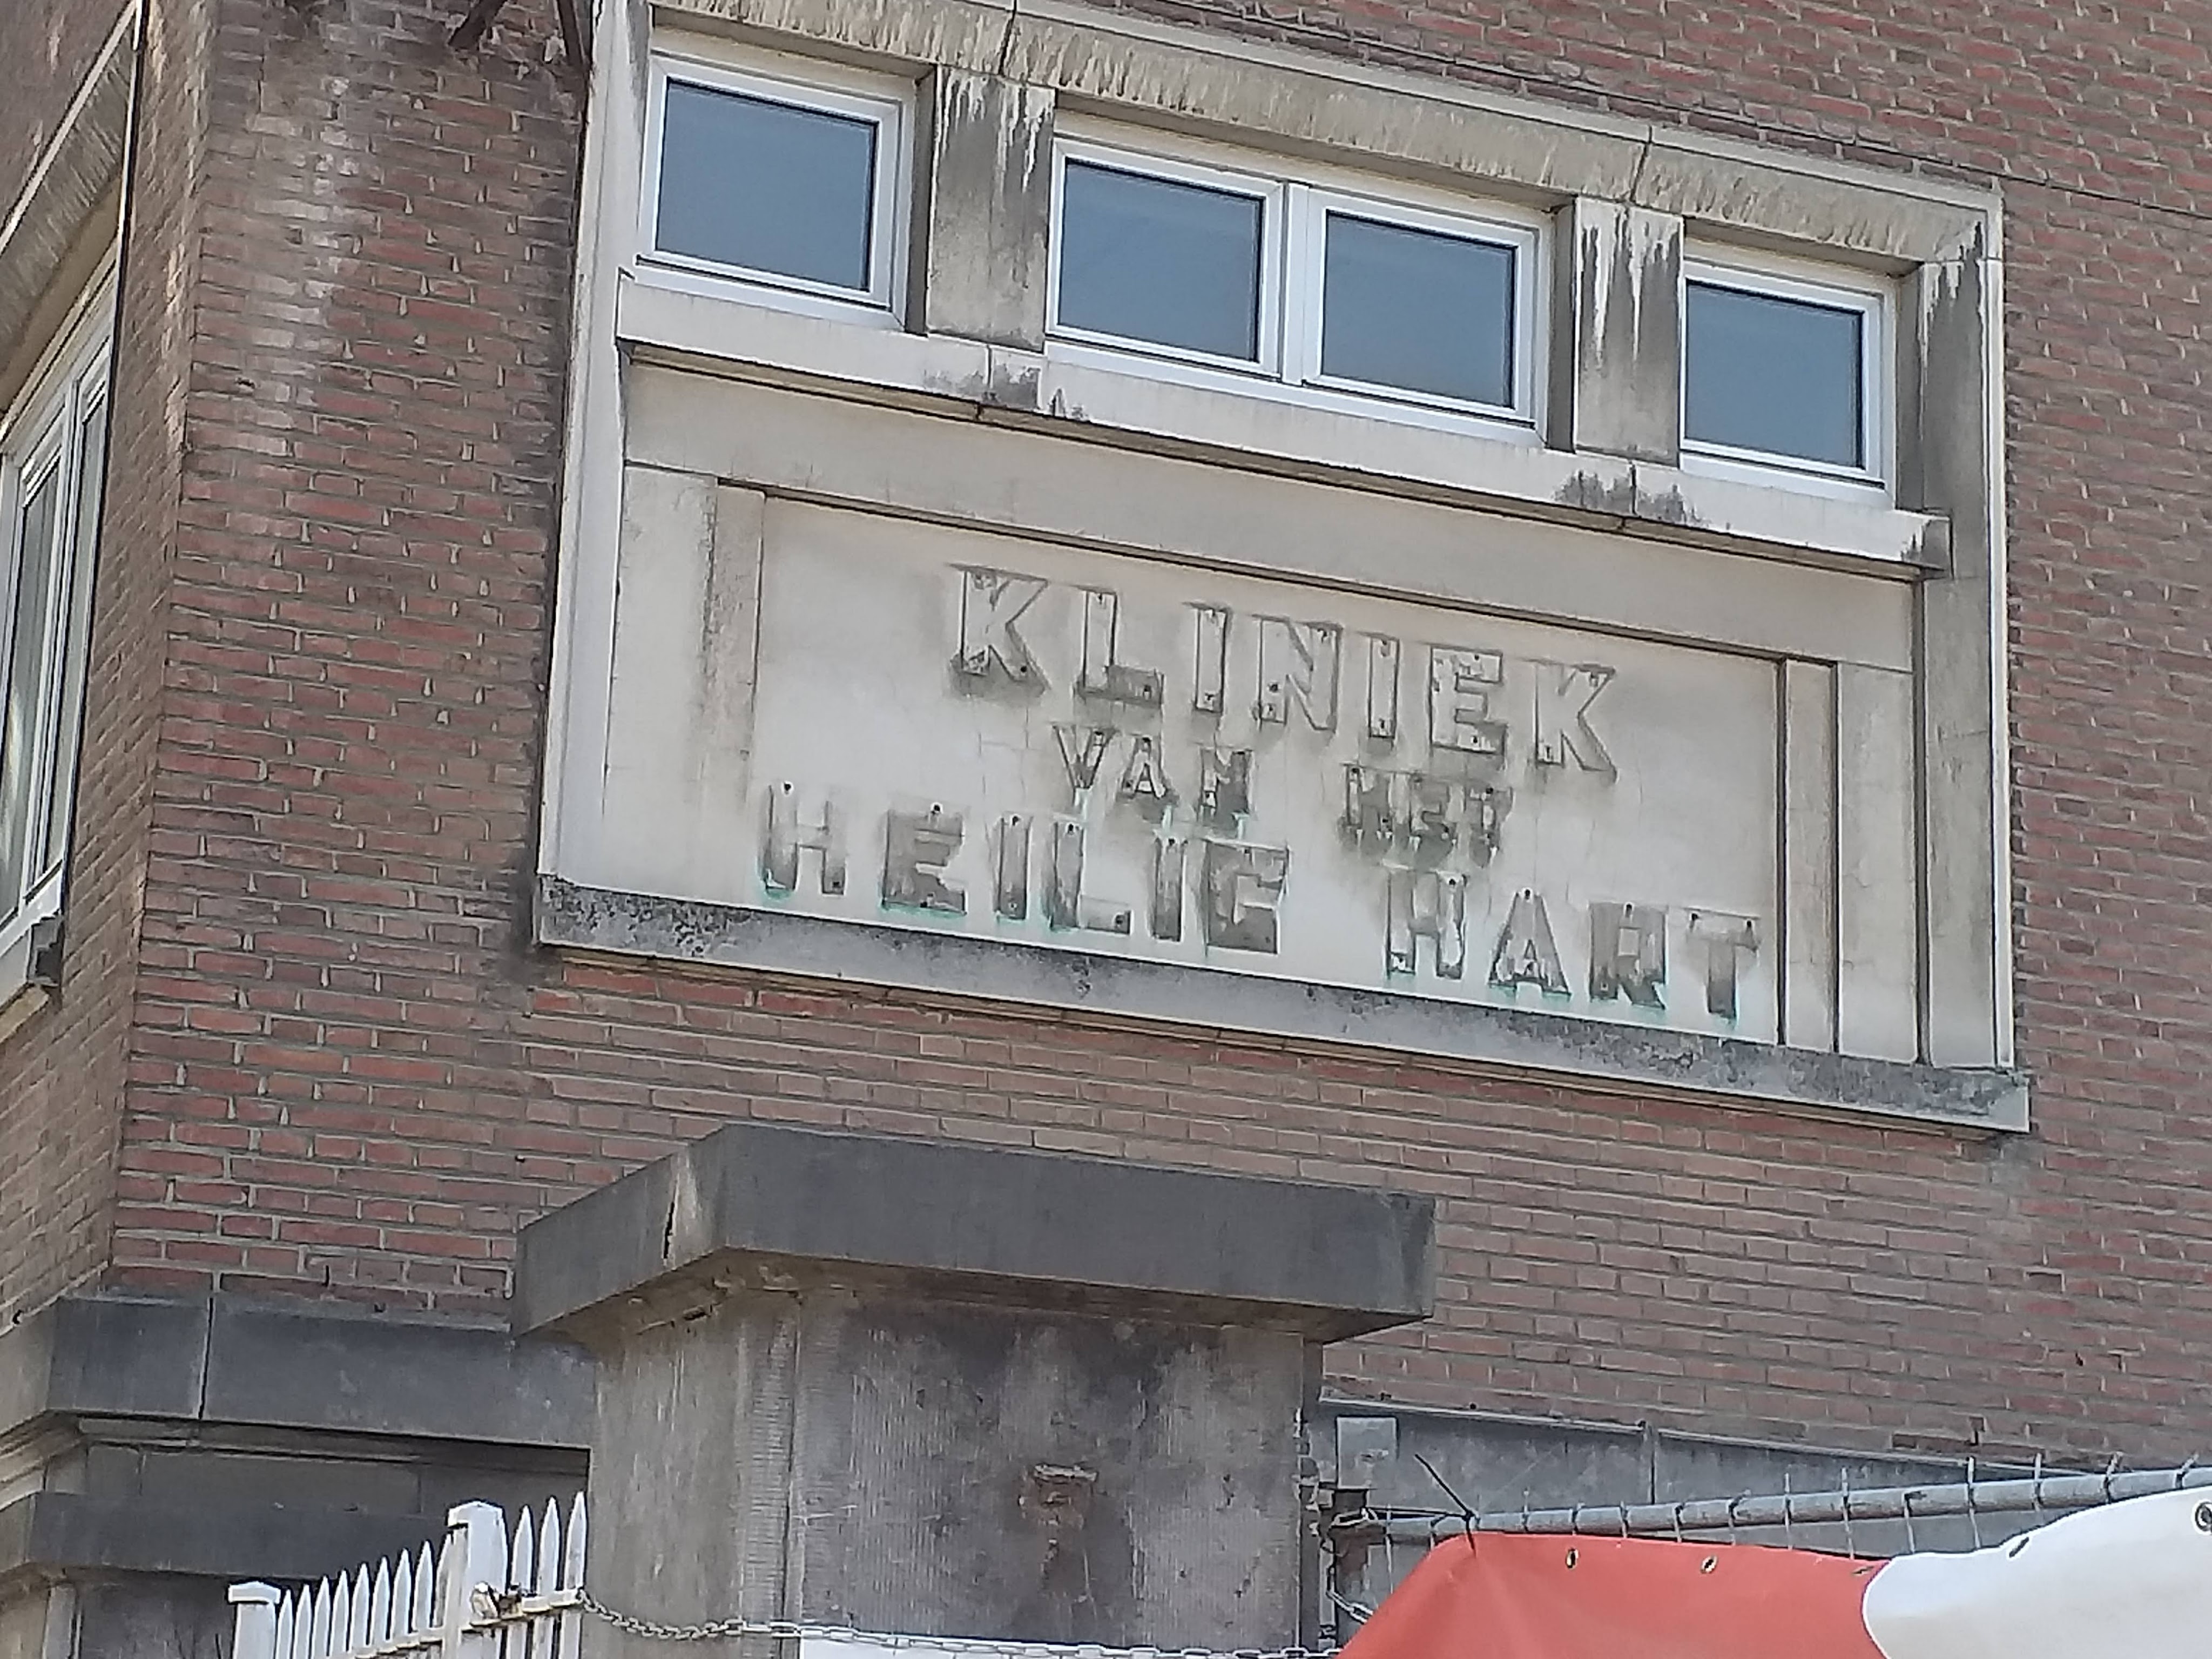 KLINIEK
VAN HET
HEILIG HART